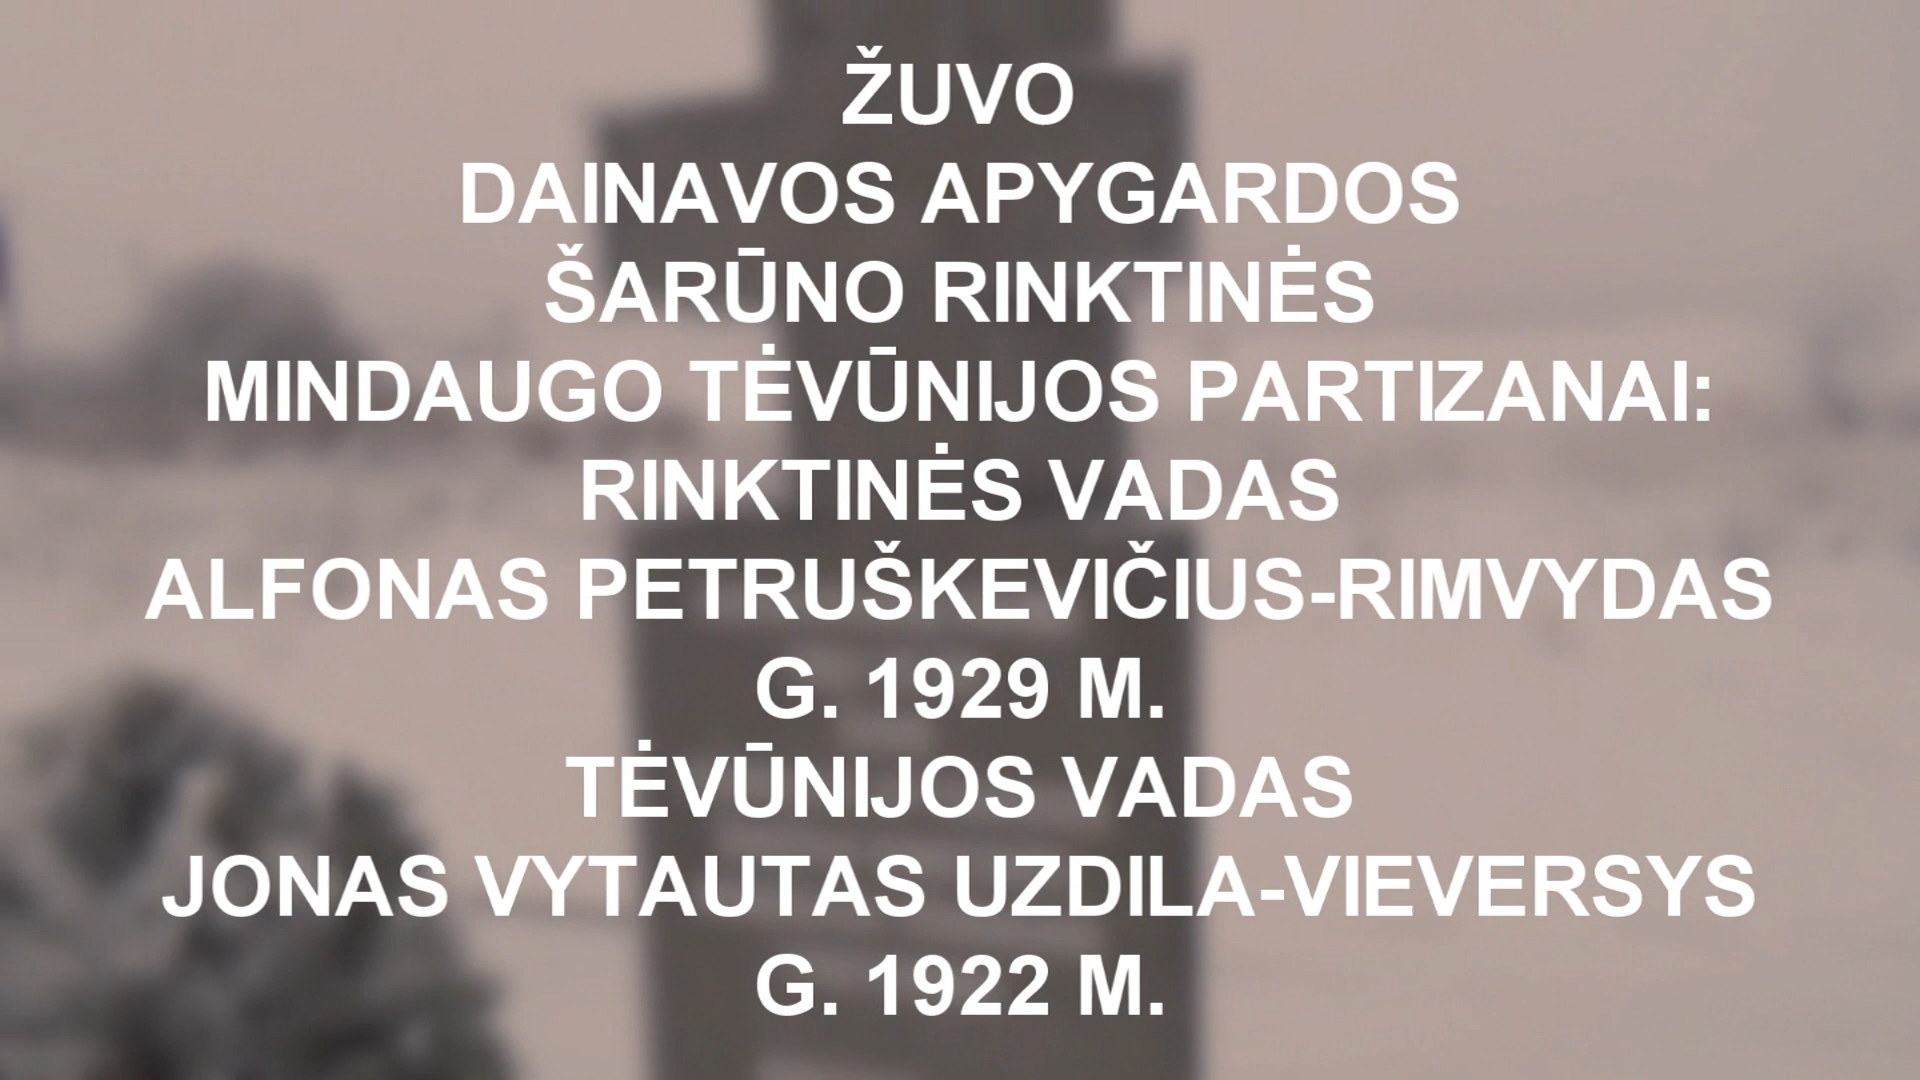 ŽUVO
DAINAVOS APYGARDOS
ŠARŪNO RINKTINĖS
MINDAUGO TĖVŪNIJOS PARTIZANAI:
RINKTINĖS VADAS
ALFONAS PETRUŠKEVIČIUS-RIMVYDAS
G. 1929 M.
TĖVŪNIJOS VADAS
JONAS VYTAUTAS UZDILA-VIEVERSYS
G. 1922 M.